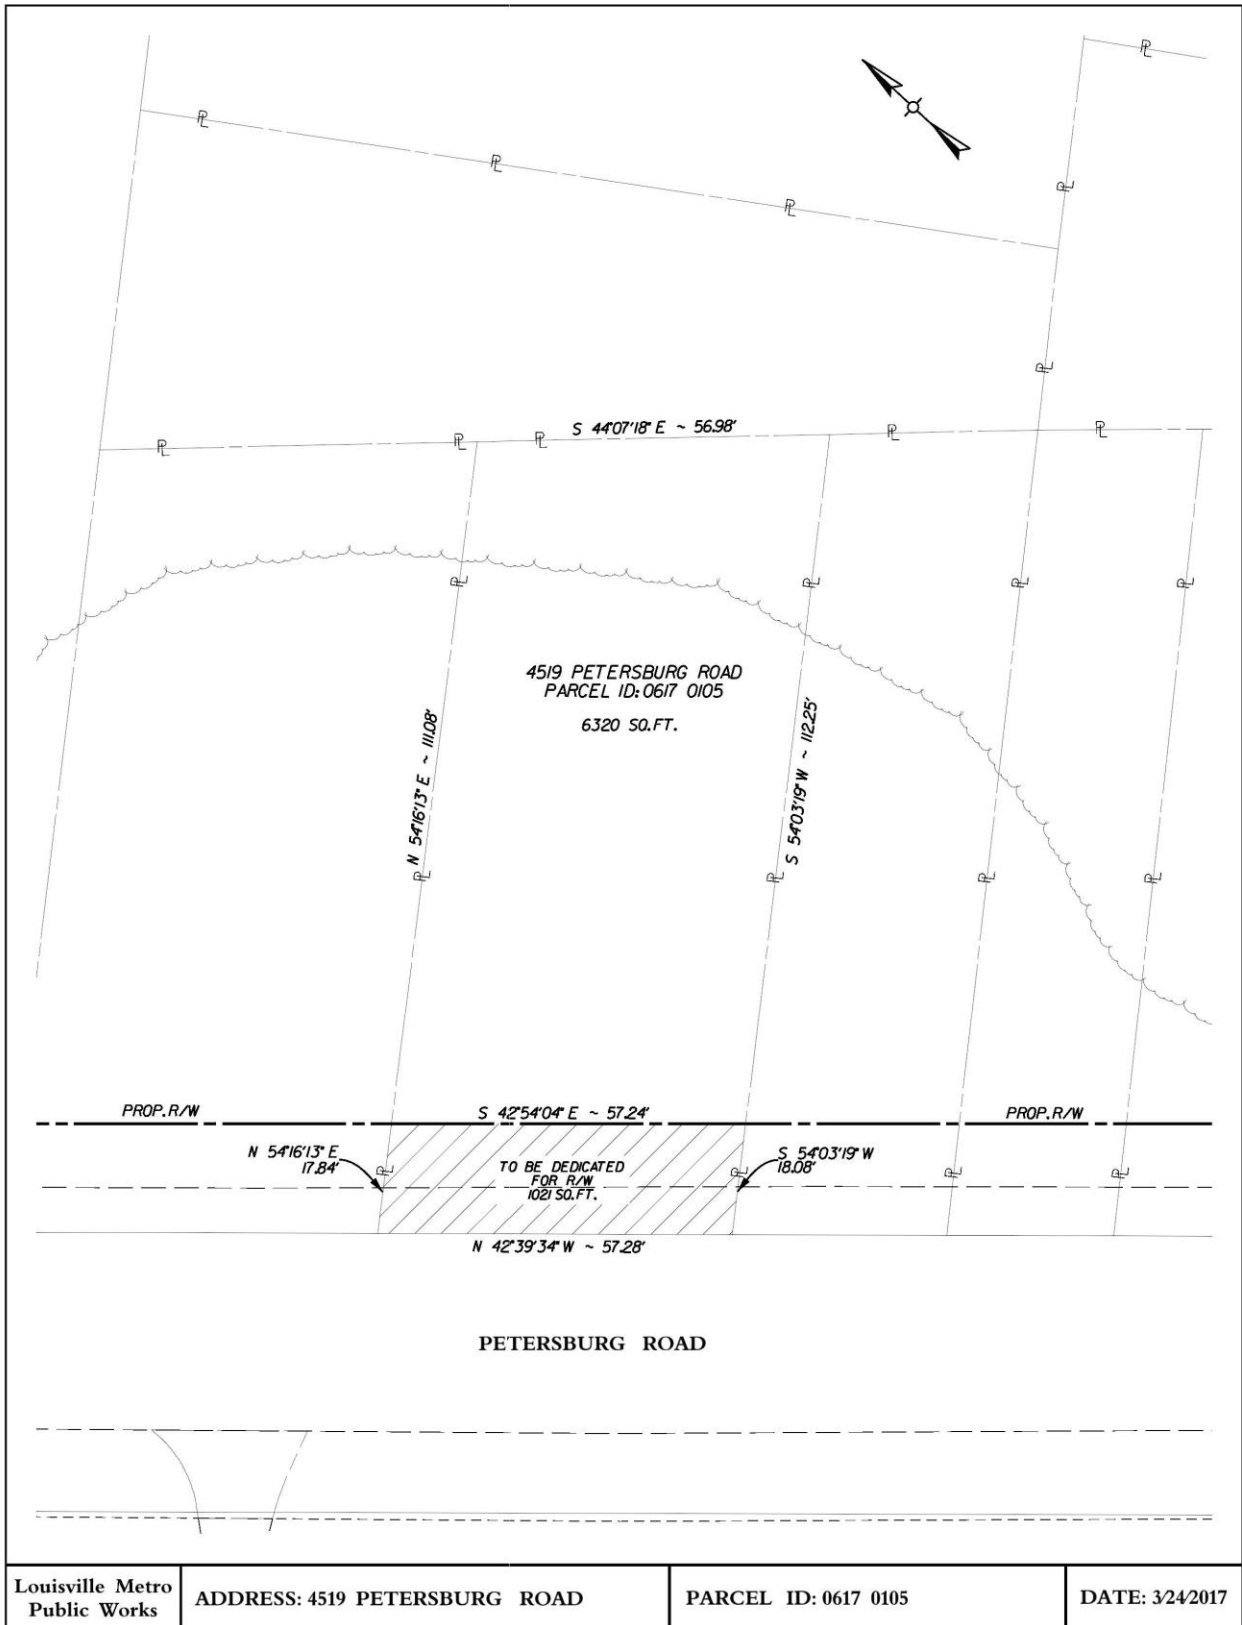 S 44°07'18" E ~ 56.98'
4519 PETERSBURG ROAD
PARCEL ID: 0617 0105
6320 SQ.FT.
N 54°16'13" E ~ 111.08'
S 54°03'19" W ~ 112.25'
PROP. R/W
S 42°54'04" E ~ 57.24'
PROP. R/W
N 54°16'13" E
17.84'
TO BE DEDICATED
FOR R/W
1021 SQ.FT.
S 54°03'19" W
18.08'
N 42°39'34" W ~ 57.28'
PETERSBURG ROAD
Louisville Metro
Public Works
ADDRESS: 4519 PETERSBURG ROAD
PARCEL ID: 0617 0105
DATE: 3/24/2017